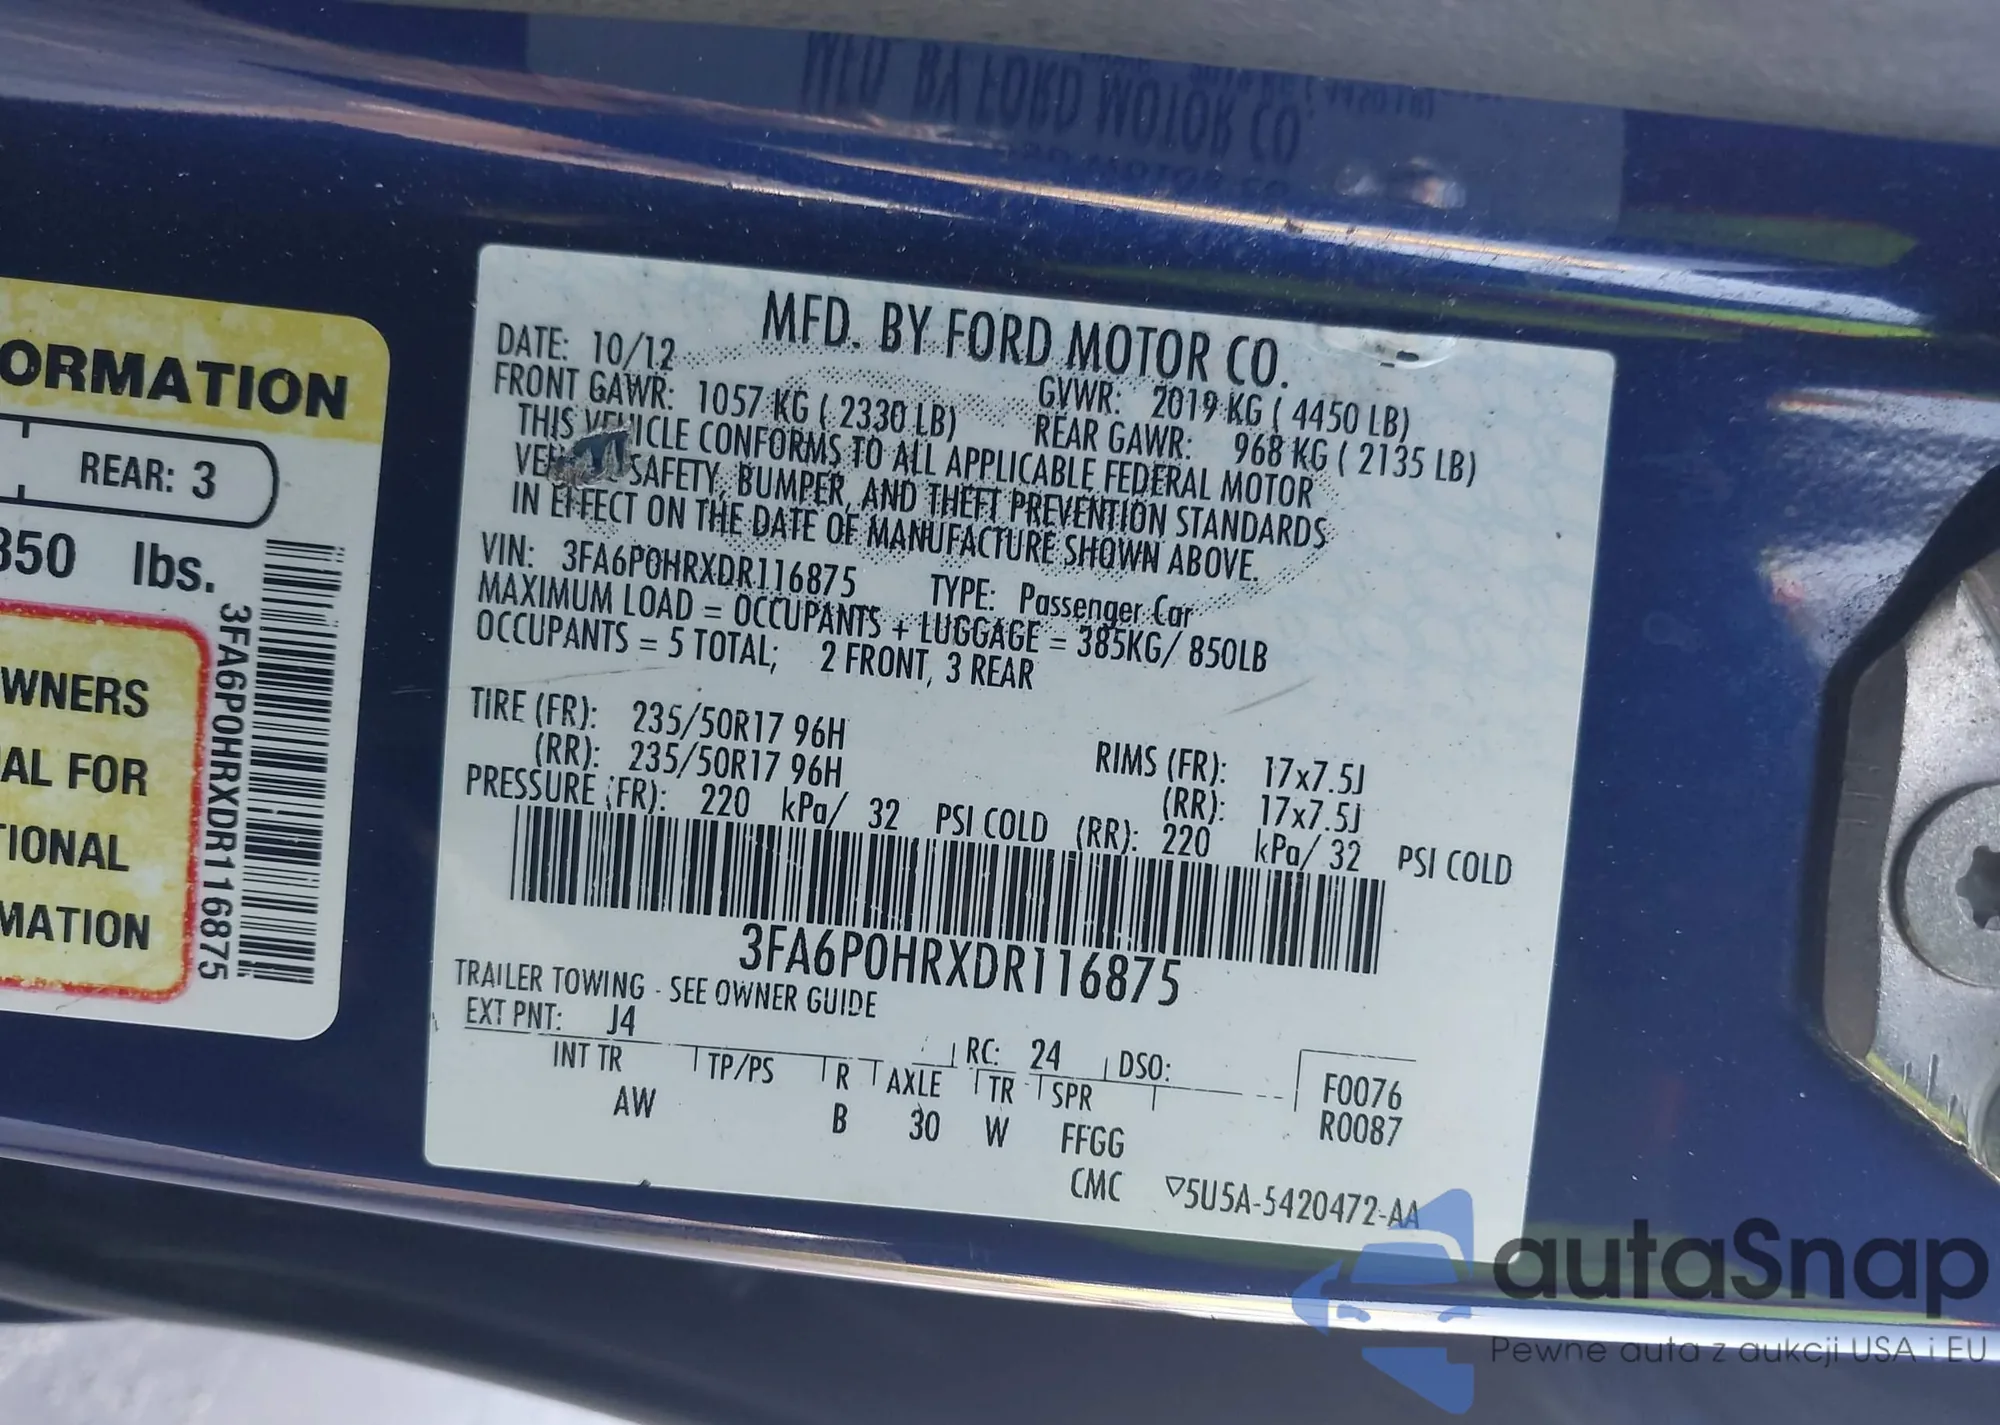 ORMATION
REAR: 3
850 lbs.
WNERS
AL FOR
TIONAL
MATION
3FA6P0HRXDR116875
MFD. BY FORD MOTOR CO.
DATE: 10/12
GVWR: 2019 KG ( 4450 LB)
FRONT GAWR: 1057 KG ( 2330 LB) REAR GAWR: 968 KG ( 2135 LB)
THIS VEHICLE CONFORMS TO ALL APPLICABLE FEDERAL MOTOR
SAFETY, BUMPER, AND THEFT PREVENTION STANDARDS
IN EFFECT ON THE DATE OF MANUFACTURE SHOWN ABOVE.
VIN: 3FA6P0HRXDR116875 TYPE: Passenger Car
MAXIMUM LOAD = OCCUPANTS + LUGGAGE = 385KG/ 850LB
OCCUPANTS = 5 TOTAL; 2 FRONT, 3 REAR
TIRE (FR): 235/50R17 96H RIMS (FR): 17x7.5J
(RR): 235/50R17 96H (RR): 17x7.5J
PRESSURE (FR): 220 kPa/ 32 PSI COLD (RR): 220 kPa/ 32 PSI COLD
3FA6P0HRXDR116875
TRAILER TOWING - SEE OWNER GUIDE
EXT PNT: J4 RC: 24 DSO:
INT TR TP/PS R AXLE TR SPR
AW B 30 W FFGG
F0076
R0087
CMC ▽5U5A-5420472-AA
autaSnap
Pewne auta z aukcji USA i EU